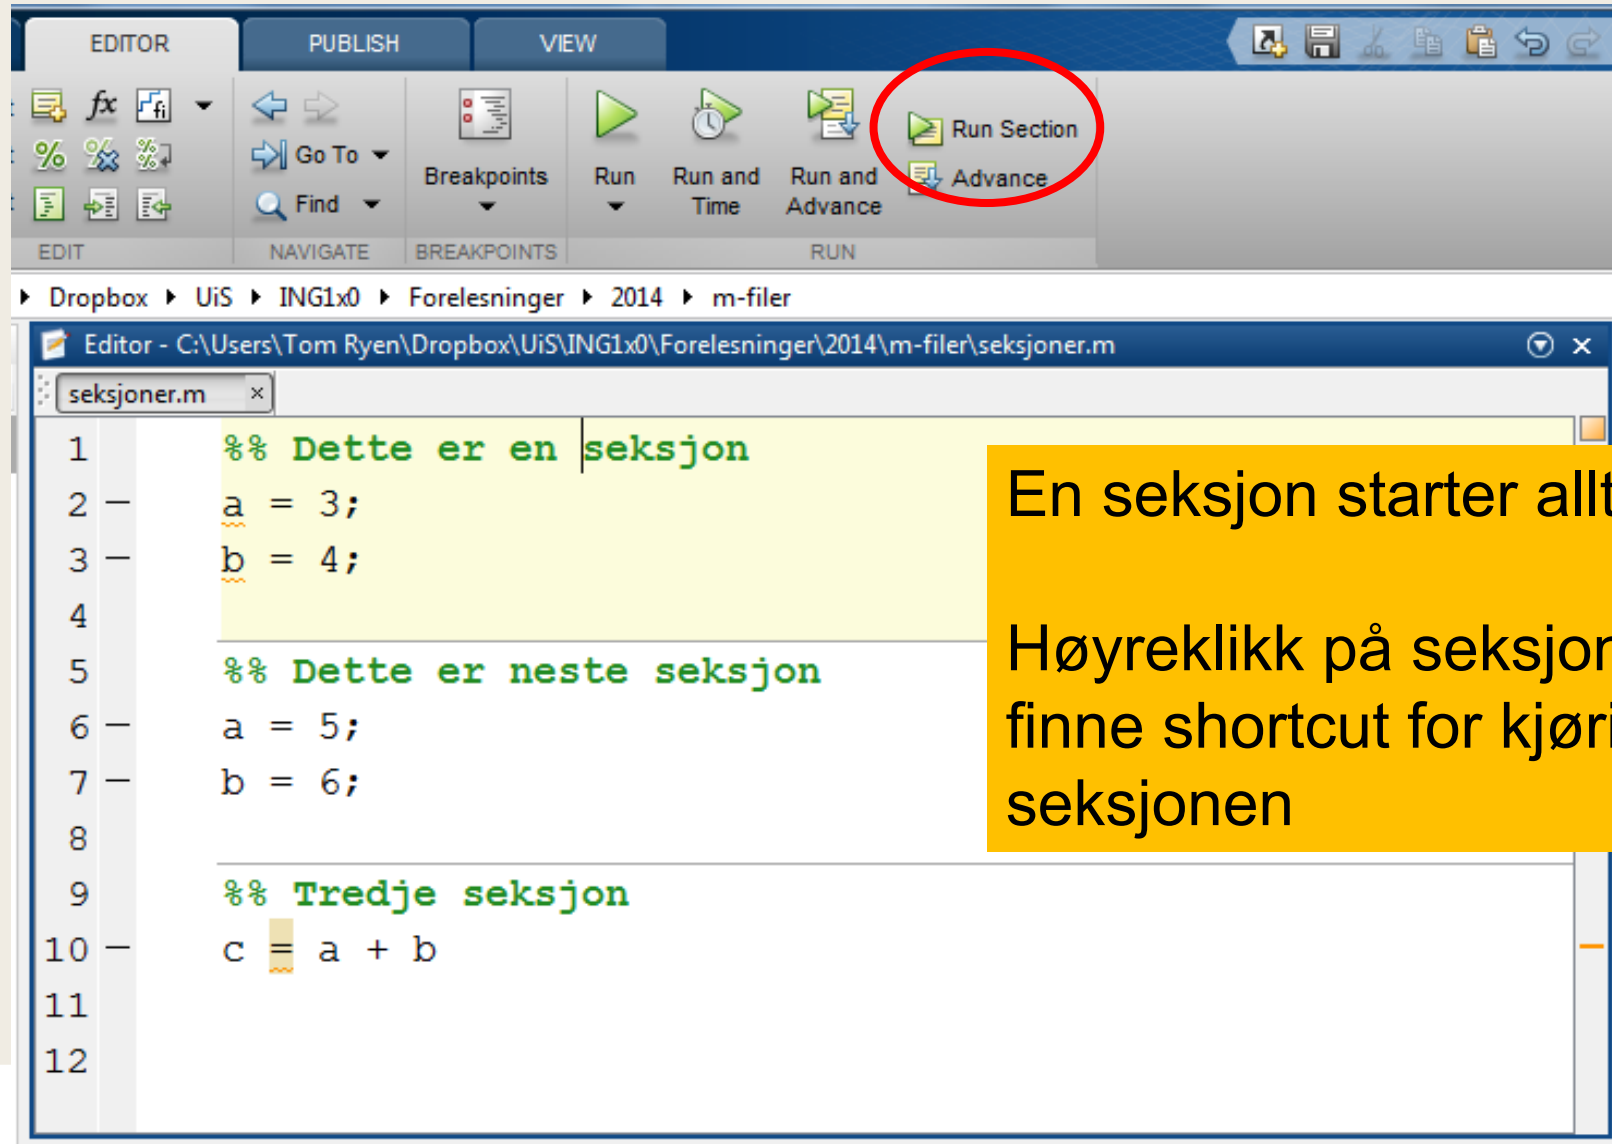 EDITOR PUBLISH VIEW
fx fi
Go To
Find
Breakpoints
Run
Run and Time
Run and Advance
Run Section
Advance
EDIT NAVIGATE BREAKPOINTS RUN
Dropbox UiS ING1x0 Forelesninger 2014 m-filer
Editor - C:\Users\Tom Ryen\Dropbox\UiS\ING1x0\Forelesninger\2014\m-filer\seksjoner.m
seksjoner.m
1 %% Dette er en seksjon
2 – a = 3;
3 – b = 4;
4
5 %% Dette er neste seksjon
6 – a = 5;
7 – b = 6;
8
9 %% Tredje seksjon
10 – c = a + b
11
12
En seksjon starter allt
Høyreklikk på seksjon
finne shortcut for kjøri
seksjonen